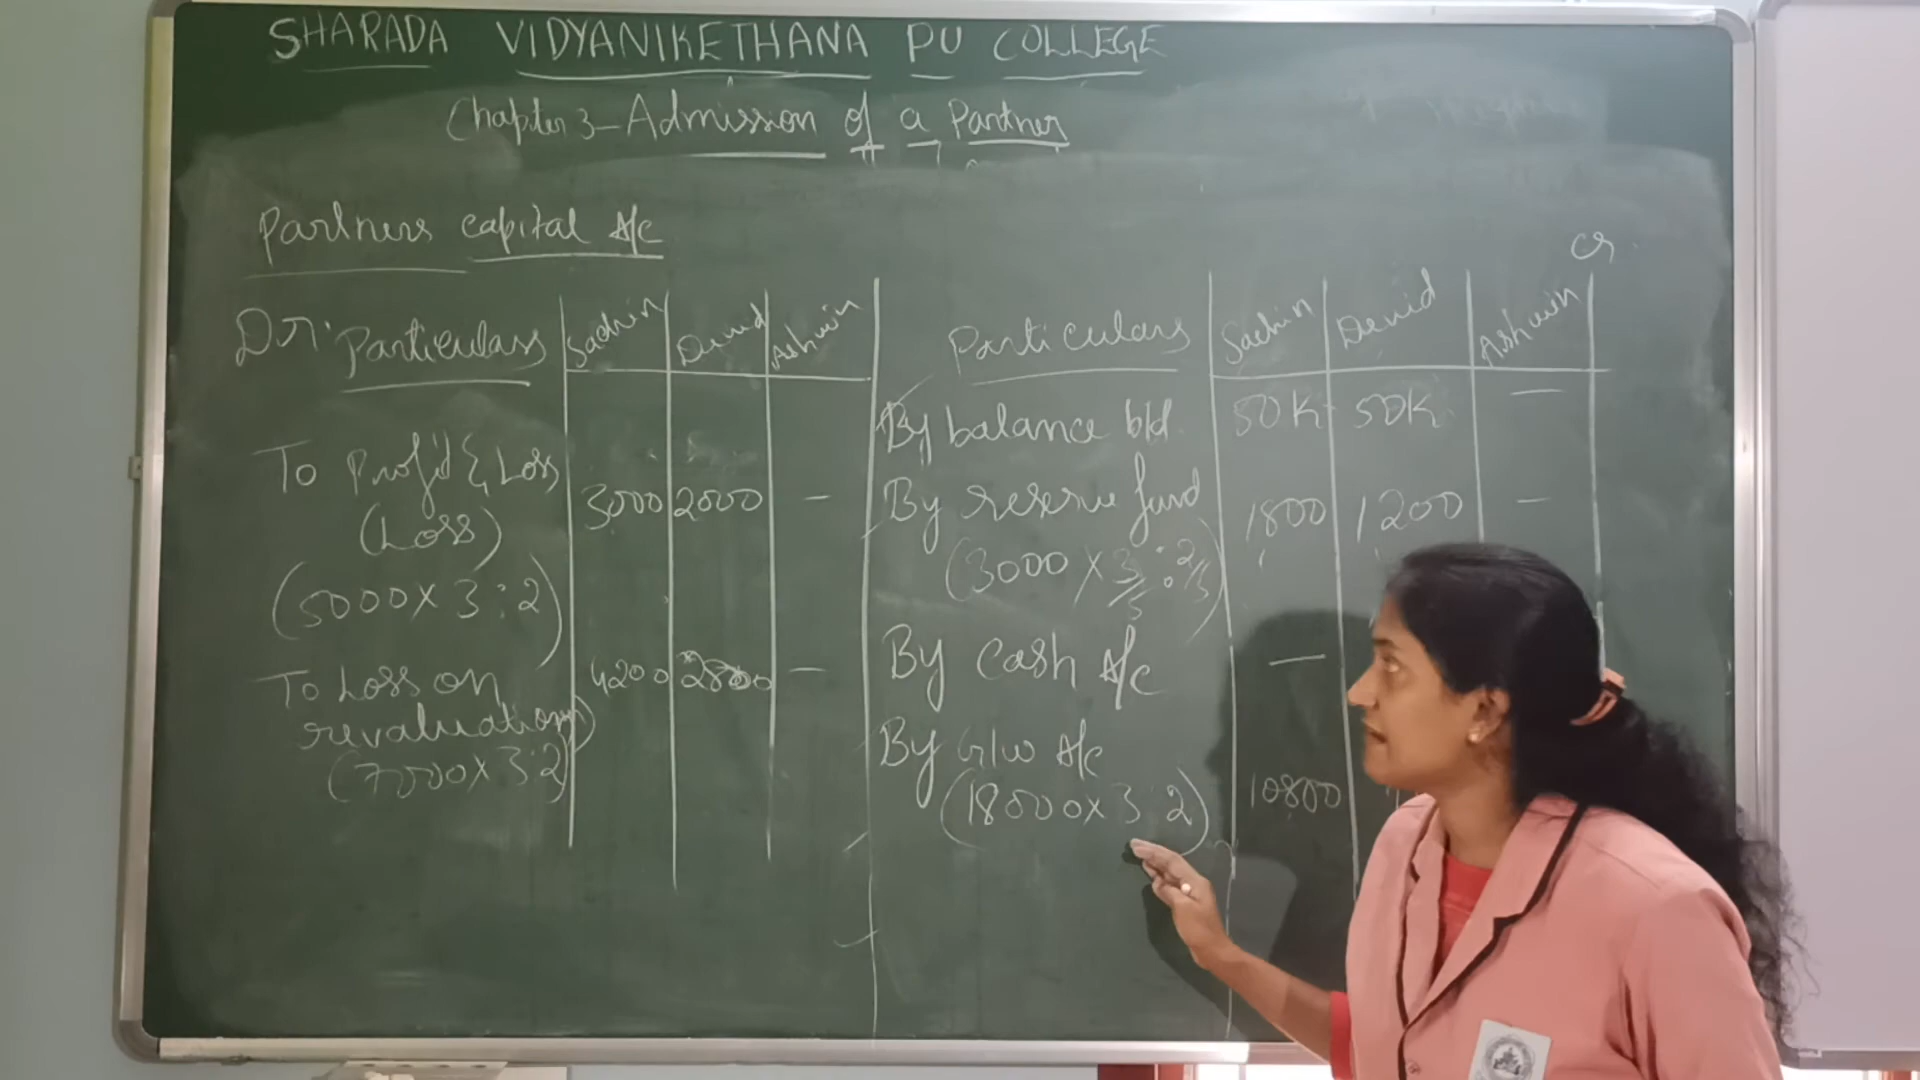 SHARADA VIDYANIKETHANA PU COLLEGE
Chapter 3 - Admission of a Partner
Partners capital A/c
Cr.
Dr. Particulars Sachin David Ashwin Particulars Sachin David Ashwin
By balance b/d. 50K 50K —
To Profit & Loss
(Loss) 3000 2000 —
By reserve fund 1800 1200 —
(5000 x 3:2)
(3000 x 3/5 : 2/5)
To Loss on 4200 2800 —
revaluation
(7000 x 3:2)
By Cash A/c —
By G/w A/c
(18000 x 3:2) 10800